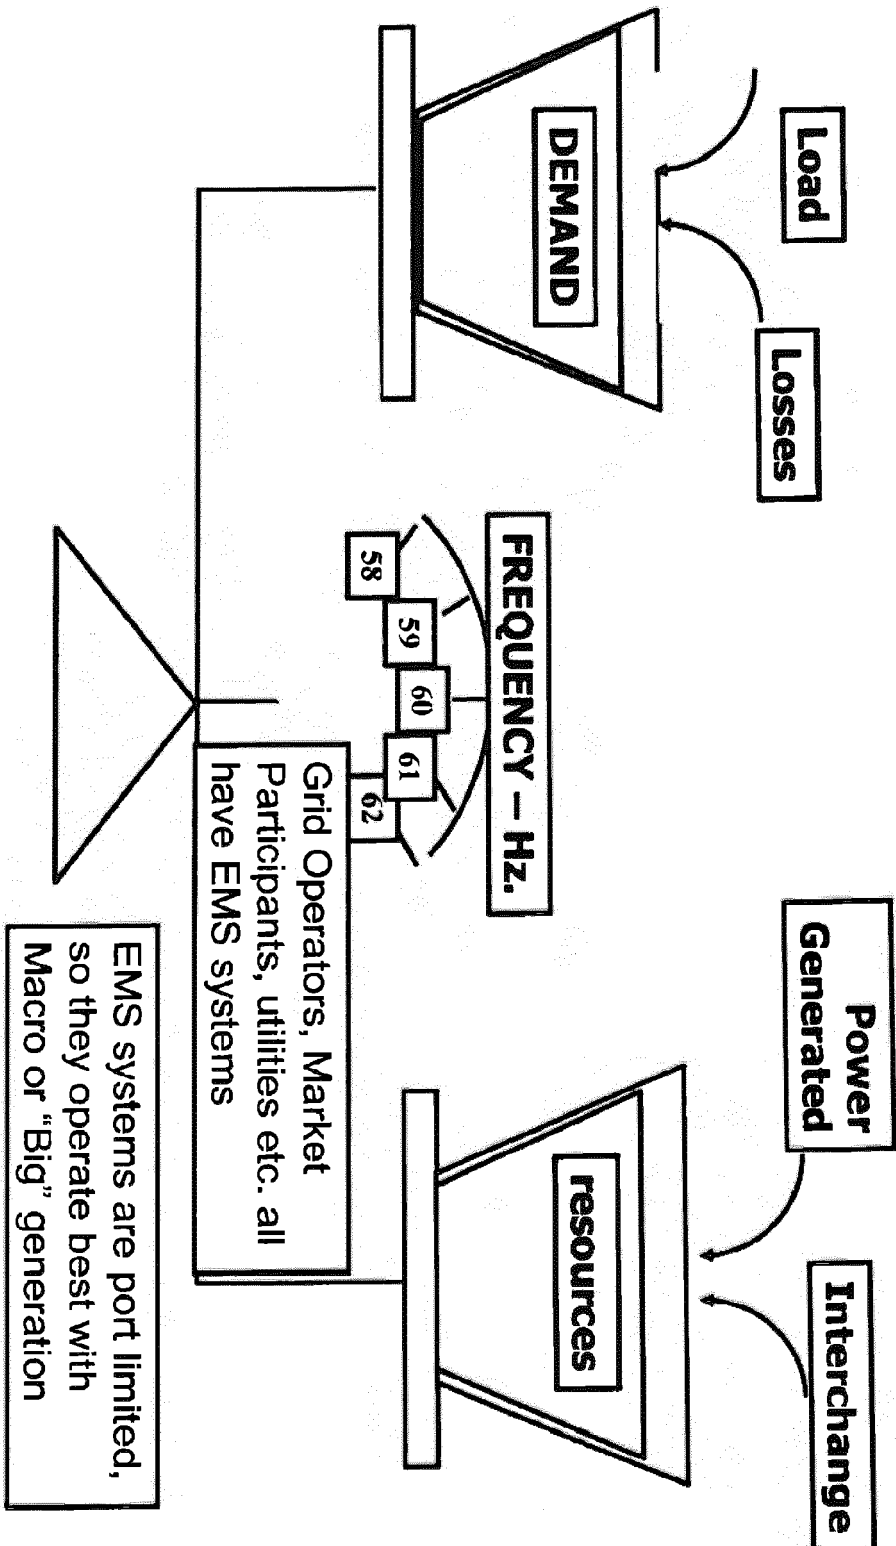 Load
Losses
Power
Generated
Interchange
DEMAND
FREQUENCY – Hz.
resources
58
59
60
61
62
Grid Operators, Market
Participants, utilities etc. all
have EMS systems
EMS systems are port limited,
so they operate best with
Macro or “Big” generation